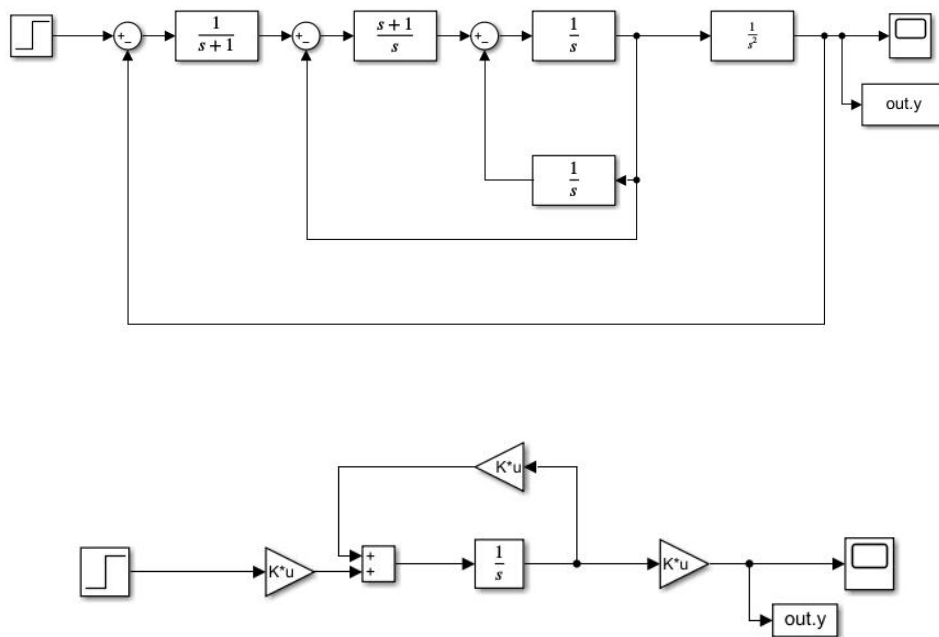 + −
1/(s + 1)
+ −
(s + 1)/s
+ −
1/s
1/s²
out.y
1/s
K*u
K*u
+
+
1/s
K*u
out.y